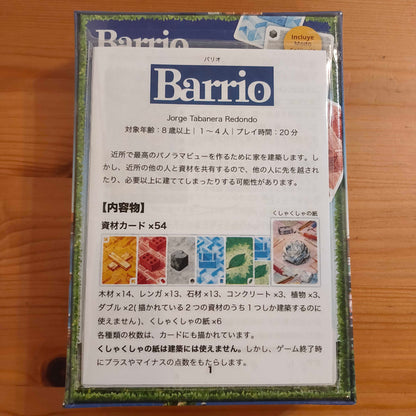 Barrio
Incluye
Modo
バリオ
Barrio
Jorge Tabanera Redondo
対象年齢:8歳以上| 1~4人|プレイ時間:20分
近所で最高のパノラマビューを作るために家を建築します。し
かし、近所の他の人と資材を共有するので、他の人に先を越され
たり、必要以上に建ててしまったりする可能性があります。
【内容物】
くしゃくしゃの紙
資材カード ×54
木材×14、レンガ×13、石材×13、コンクリート×3、植物×3、
ダブル×2(描かれている2つの資材のうち1つしか建築するのに
使えません)、くしゃくしゃの紙×6
各種類の枚数は、カードにも描かれています。
くしゃくしゃの紙は建築には使えません。しかし、ゲーム終了時
にプラスやマイナスの点数をもたらします。
1